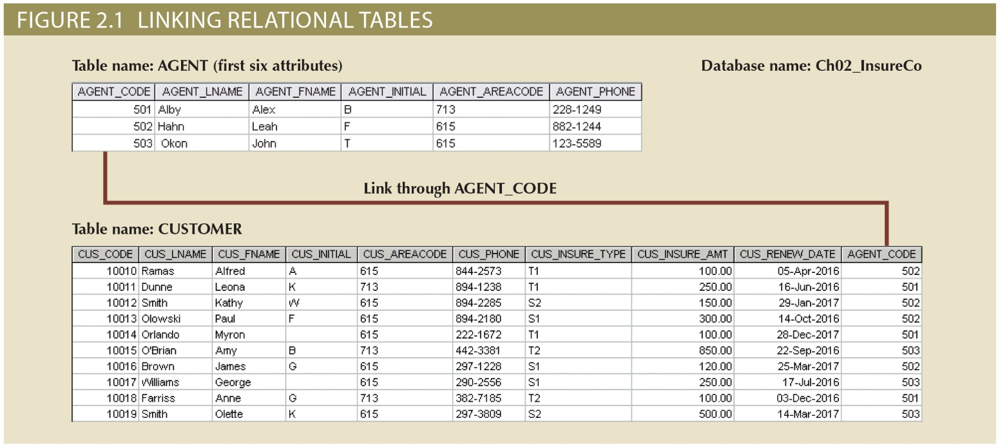 FIGURE 2.1 LINKING RELATIONAL TABLES
Table name: AGENT (first six attributes) Database name: Ch02_InsureCo
AGENT_CODE AGENT_LNAME AGENT_FNAME AGENT_INITIAL AGENT_AREACODE AGENT_PHONE
501 Alby Alex B 713 228-1249
502 Hahn Leah F 615 882-1244
503 Okon John T 615 123-5589
Link through AGENT_CODE
Table name: CUSTOMER
CUS_CODE CUS_LNAME CUS_FNAME CUS_INITIAL CUS_AREACODE CUS_PHONE CUS_INSURE_TYPE CUS_INSURE_AMT CUS_RENEW_DATE AGENT_CODE
10010 Ramas Alfred A 615 844-2573 T1 100.00 05-Apr-2016 502
10011 Dunne Leona K 713 894-1238 T1 250.00 16-Jun-2016 501
10012 Smith Kathy W 615 894-2285 S2 150.00 29-Jan-2017 502
10013 Olowski Paul F 615 894-2180 S1 300.00 14-Oct-2016 502
10014 Orlando Myron 615 222-1672 T1 100.00 28-Dec-2017 501
10015 O'Brian Amy B 713 442-3381 T2 850.00 22-Sep-2016 503
10016 Brown James G 615 297-1228 S1 120.00 25-Mar-2017 502
10017 Williams George 615 290-2556 S1 250.00 17-Jul-2016 503
10018 Farriss Anne G 713 382-7185 T2 100.00 03-Dec-2016 501
10019 Smith Olette K 615 297-3809 S2 500.00 14-Mar-2017 503